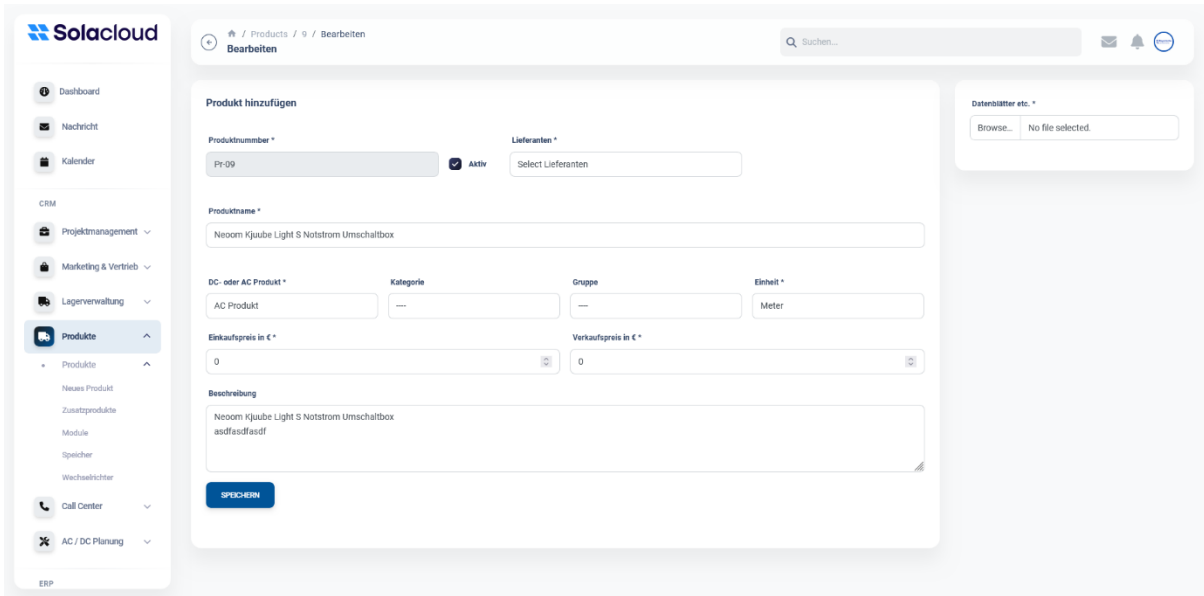 Solacloud
Dashboard
Nachricht
Kalender
CRM
Projektmanagement
Marketing & Vertrieb
Lagerverwaltung
Produkte
Produkte
Neues Produkt
Zusatzprodukte
Module
Speicher
Wechselrichter
Call Center
AC / DC Planung
ERP
/ Products / 9 / Bearbeiten
Bearbeiten
Suchen...
Produkt hinzufügen
Produktnummber *
Lieferanten *
Pr-09
Aktiv
Select Lieferanten
Produktname *
Neoom Kjuube Light S Notstrom Umschaltbox
DC- oder AC Produkt *
Kategorie
Gruppe
Einheit *
AC Produkt
----
----
Meter
Einkaufspreis in € *
Verkaufspreis in € *
0
0
Beschreibung
Neoom Kjuube Light S Notstrom Umschaltbox
asdfasdfasdf
SPEICHERN
Datenblätter etc. *
Browse... No file selected.